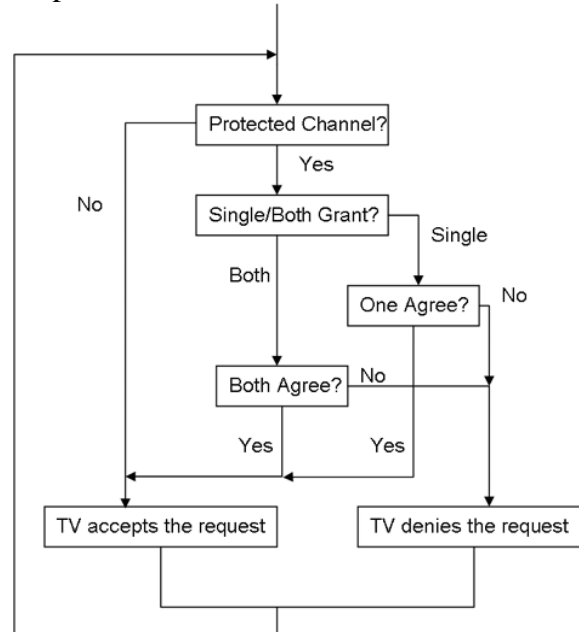 Protected Channel?
Yes
No
Single/Both Grant?
Single
Both
One Agree?
No
Both Agree?
No
Yes
Yes
TV accepts the request
TV denies the request